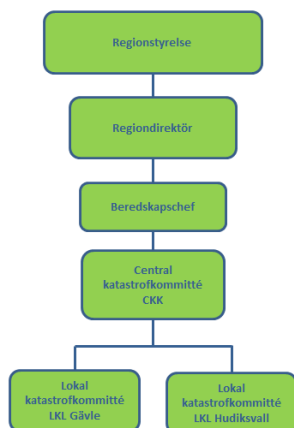 Regionstyrelse
Regiondirektör
Beredskapschef
Central
katastrofkommitté
CKK
Lokal
katastrofkommitté
LKL Gävle
Lokal
katastrofkommitté
LKL Hudiksvall